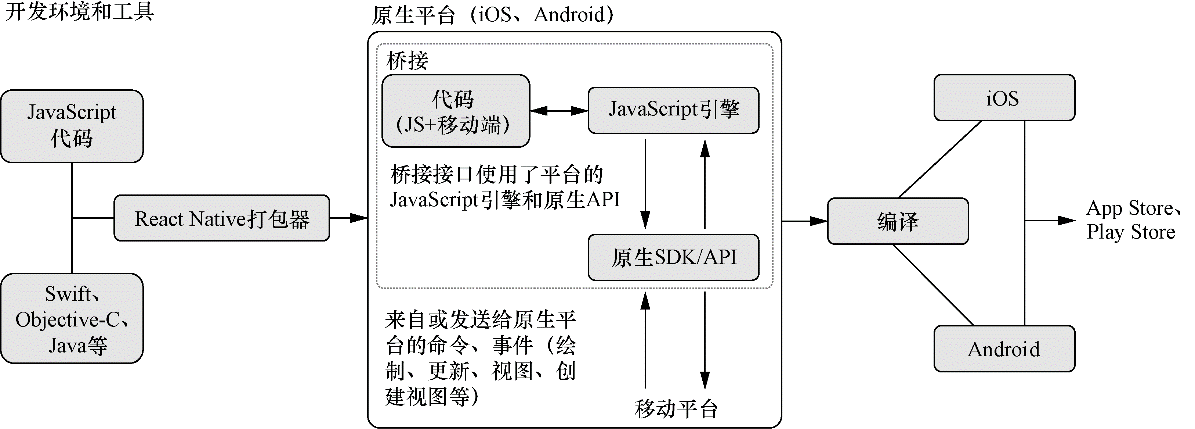 开发环境和工具
JavaScript
代码
React Native打包器
Swift、
Objective-C、
Java等
原生平台（iOS、Android）
桥接
代码
（JS+移动端）
JavaScript引擎
桥接接口使用了平台的
JavaScript引擎和原生API
原生SDK/API
来自或发送给原生平
台的命令、事件（绘
制、更新、视图、创
建视图等）
移动平台
iOS
编译
Android
App Store、
Play Store